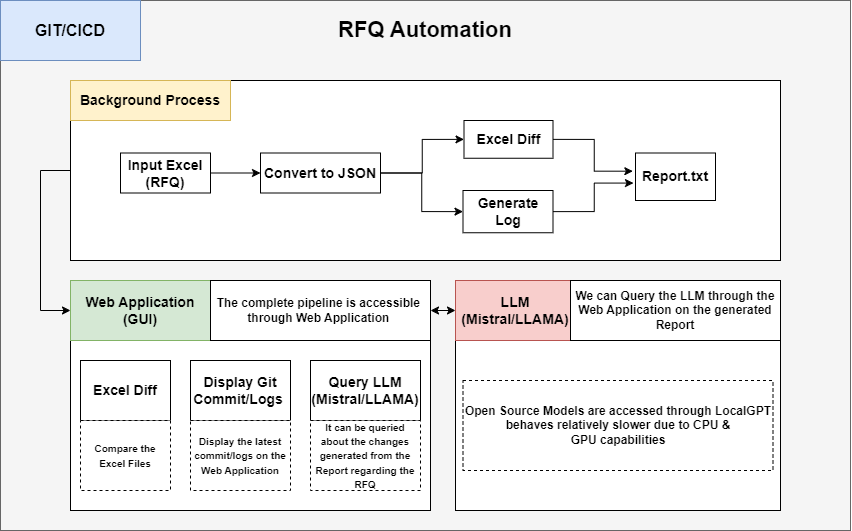 GIT/CICD
RFQ Automation
Background Process
Input Excel
(RFQ)
Convert to JSON
Excel Diff
Generate
Log
Report.txt
Web Application
(GUI)
The complete pipeline is accessible
through Web Application
LLM
(Mistral/LLAMA)
We can Query the LLM through the
Web Application on the generated
Report
Excel Diff
Compare the
Excel Files
Display Git
Commit/Logs
Display the latest
commit/logs on the
Web Application
Query LLM
(Mistral/LLAMA)
It can be queried
about the changes
generated from the
Report regarding the
RFQ
Open Source Models are accessed through LocalGPT
behaves relatively slower due to CPU &
GPU capabilities